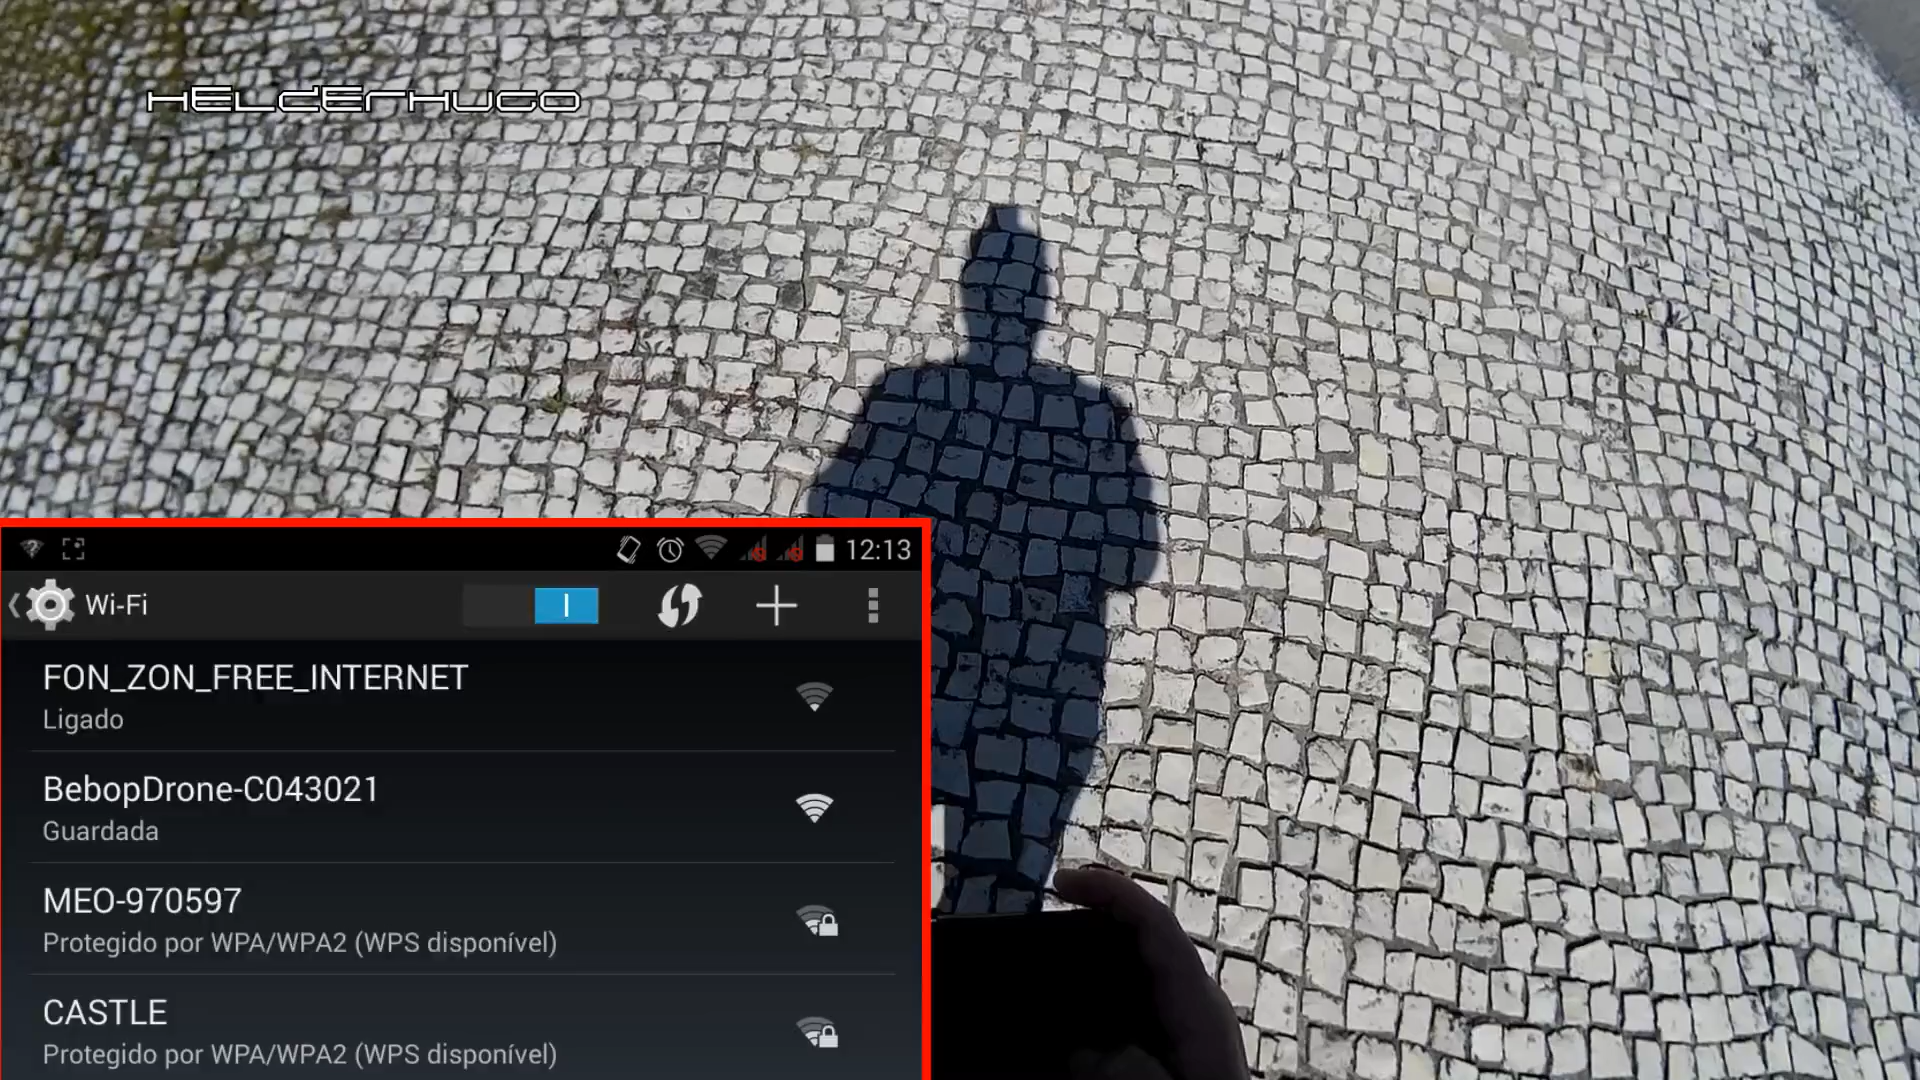 HELdErHUGO
12:13
Wi-Fi
FON_ZON_FREE_INTERNET
Ligado
BebopDrone-C043021
Guardada
MEO-970597
Protegido por WPA/WPA2 (WPS disponível)
CASTLE
Protegido por WPA/WPA2 (WPS disponível)